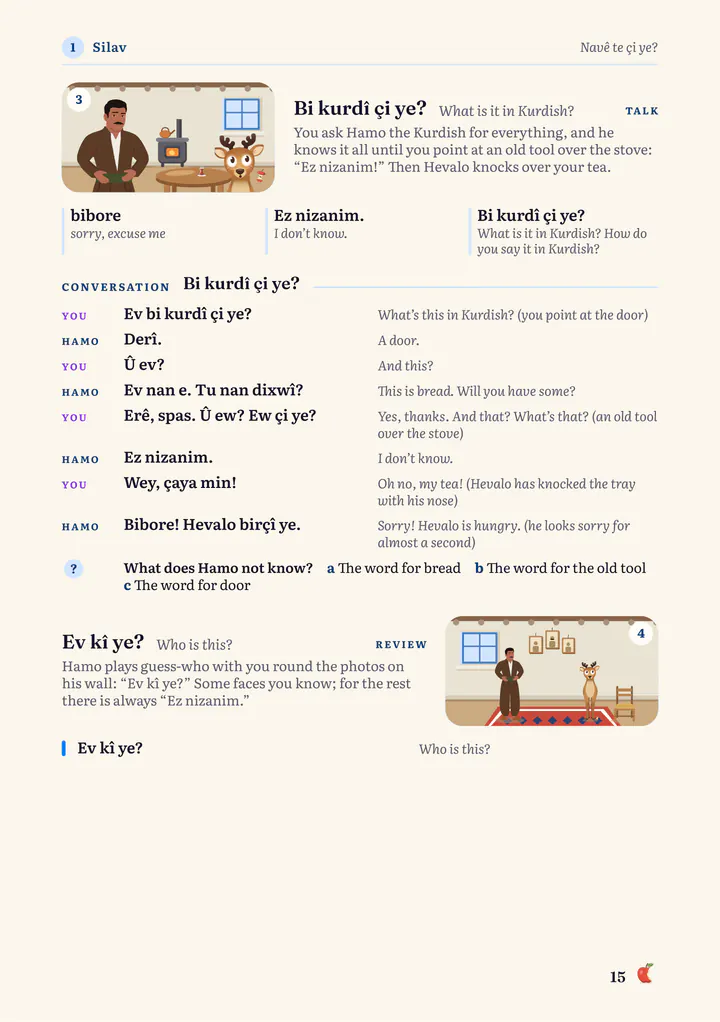 1 Silav
Navê te çi ye?
3
Bi kurdî çi ye? What is it in Kurdish? TALK
You ask Hamo the Kurdish for everything, and he
knows it all until you point at an old tool over the stove:
“Ez nizanim!” Then Hevalo knocks over your tea.
bibore
sorry, excuse me
Ez nizanim.
I don’t know.
Bi kurdî çi ye?
What is it in Kurdish? How do
you say it in Kurdish?
CONVERSATION Bi kurdî çi ye?
YOU Ev bi kurdî çi ye? What’s this in Kurdish? (you point at the door)
HAMO Derî. A door.
YOU Û ev? And this?
HAMO Ev nan e. Tu nan dixwî? This is bread. Will you have some?
YOU Erê, spas. Û ew? Ew çi ye? Yes, thanks. And that? What’s that? (an old tool
over the stove)
HAMO Ez nizanim. I don’t know.
YOU Wey, çaya min! Oh no, my tea! (Hevalo has knocked the tray
with his nose)
HAMO Bibore! Hevalo birçî ye. Sorry! Hevalo is hungry. (he looks sorry for
almost a second)
? What does Hamo not know? a The word for bread b The word for the old tool
c The word for door
Ev kî ye? Who is this? REVIEW
Hamo plays guess-who with you round the photos on
his wall: “Ev kî ye?” Some faces you know; for the rest
there is always “Ez nizanim.”
4
Ev kî ye? Who is this?
15